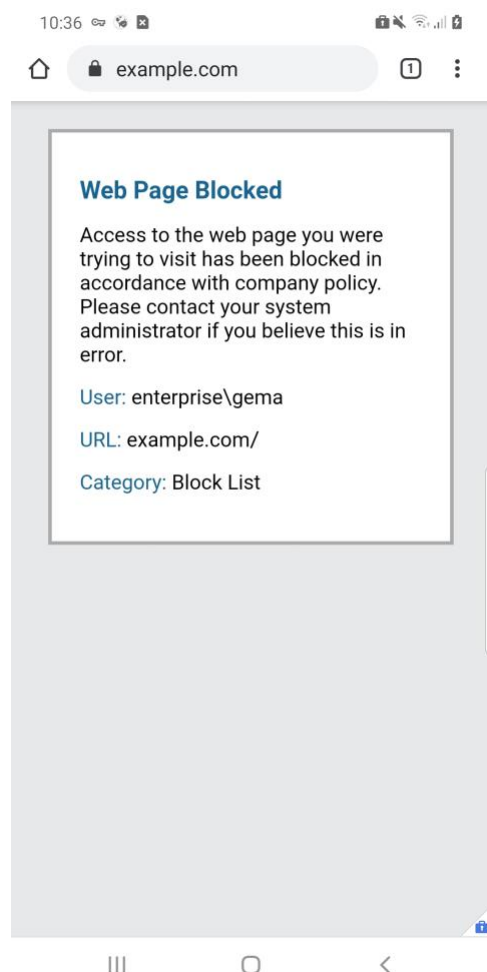 10:36
example.com
1
Web Page Blocked
Access to the web page you were
trying to visit has been blocked in
accordance with company policy.
Please contact your system
administrator if you believe this is in
error.
User: enterprise\gema
URL: example.com/
Category: Block List